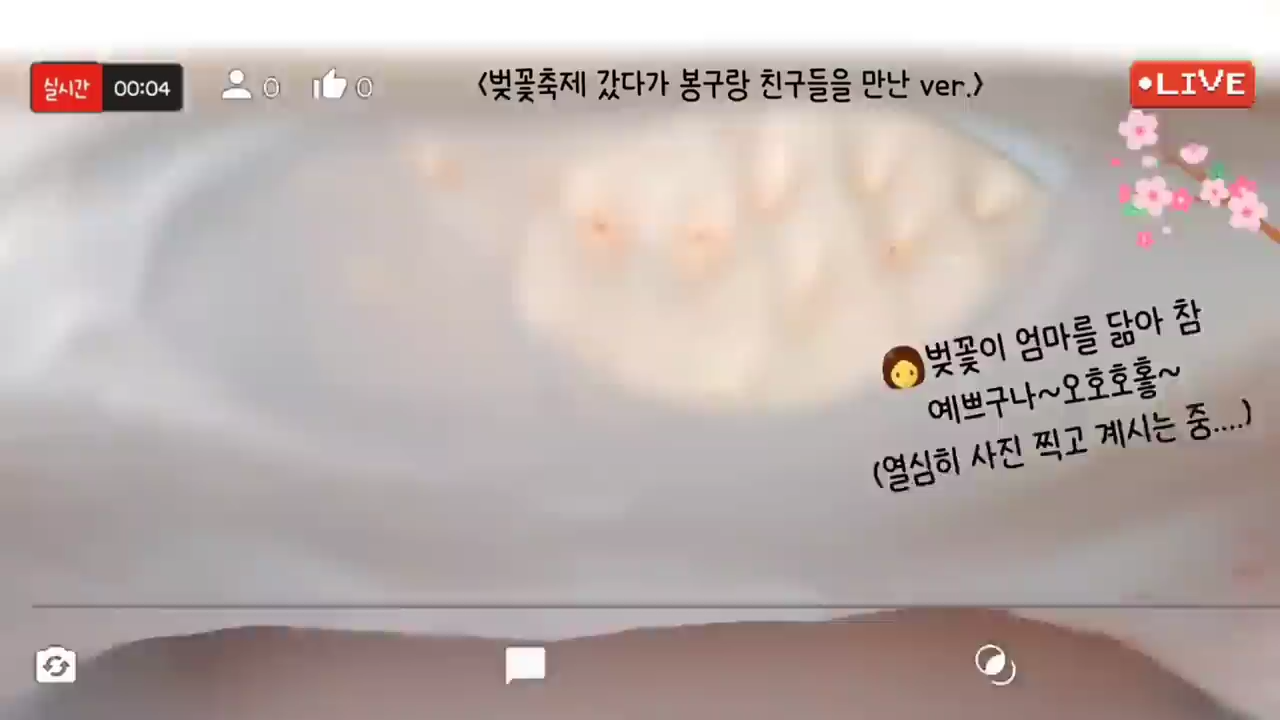 실시간 00:04 0 0 <벚꽃축제 갔다가 봉구랑 친구들을 만난 ver.> •LIVE
벚꽃이 엄마를 닮아 참
예쁘구나~오호호홓~
(열심히 사진 찍고 계시는 중....)